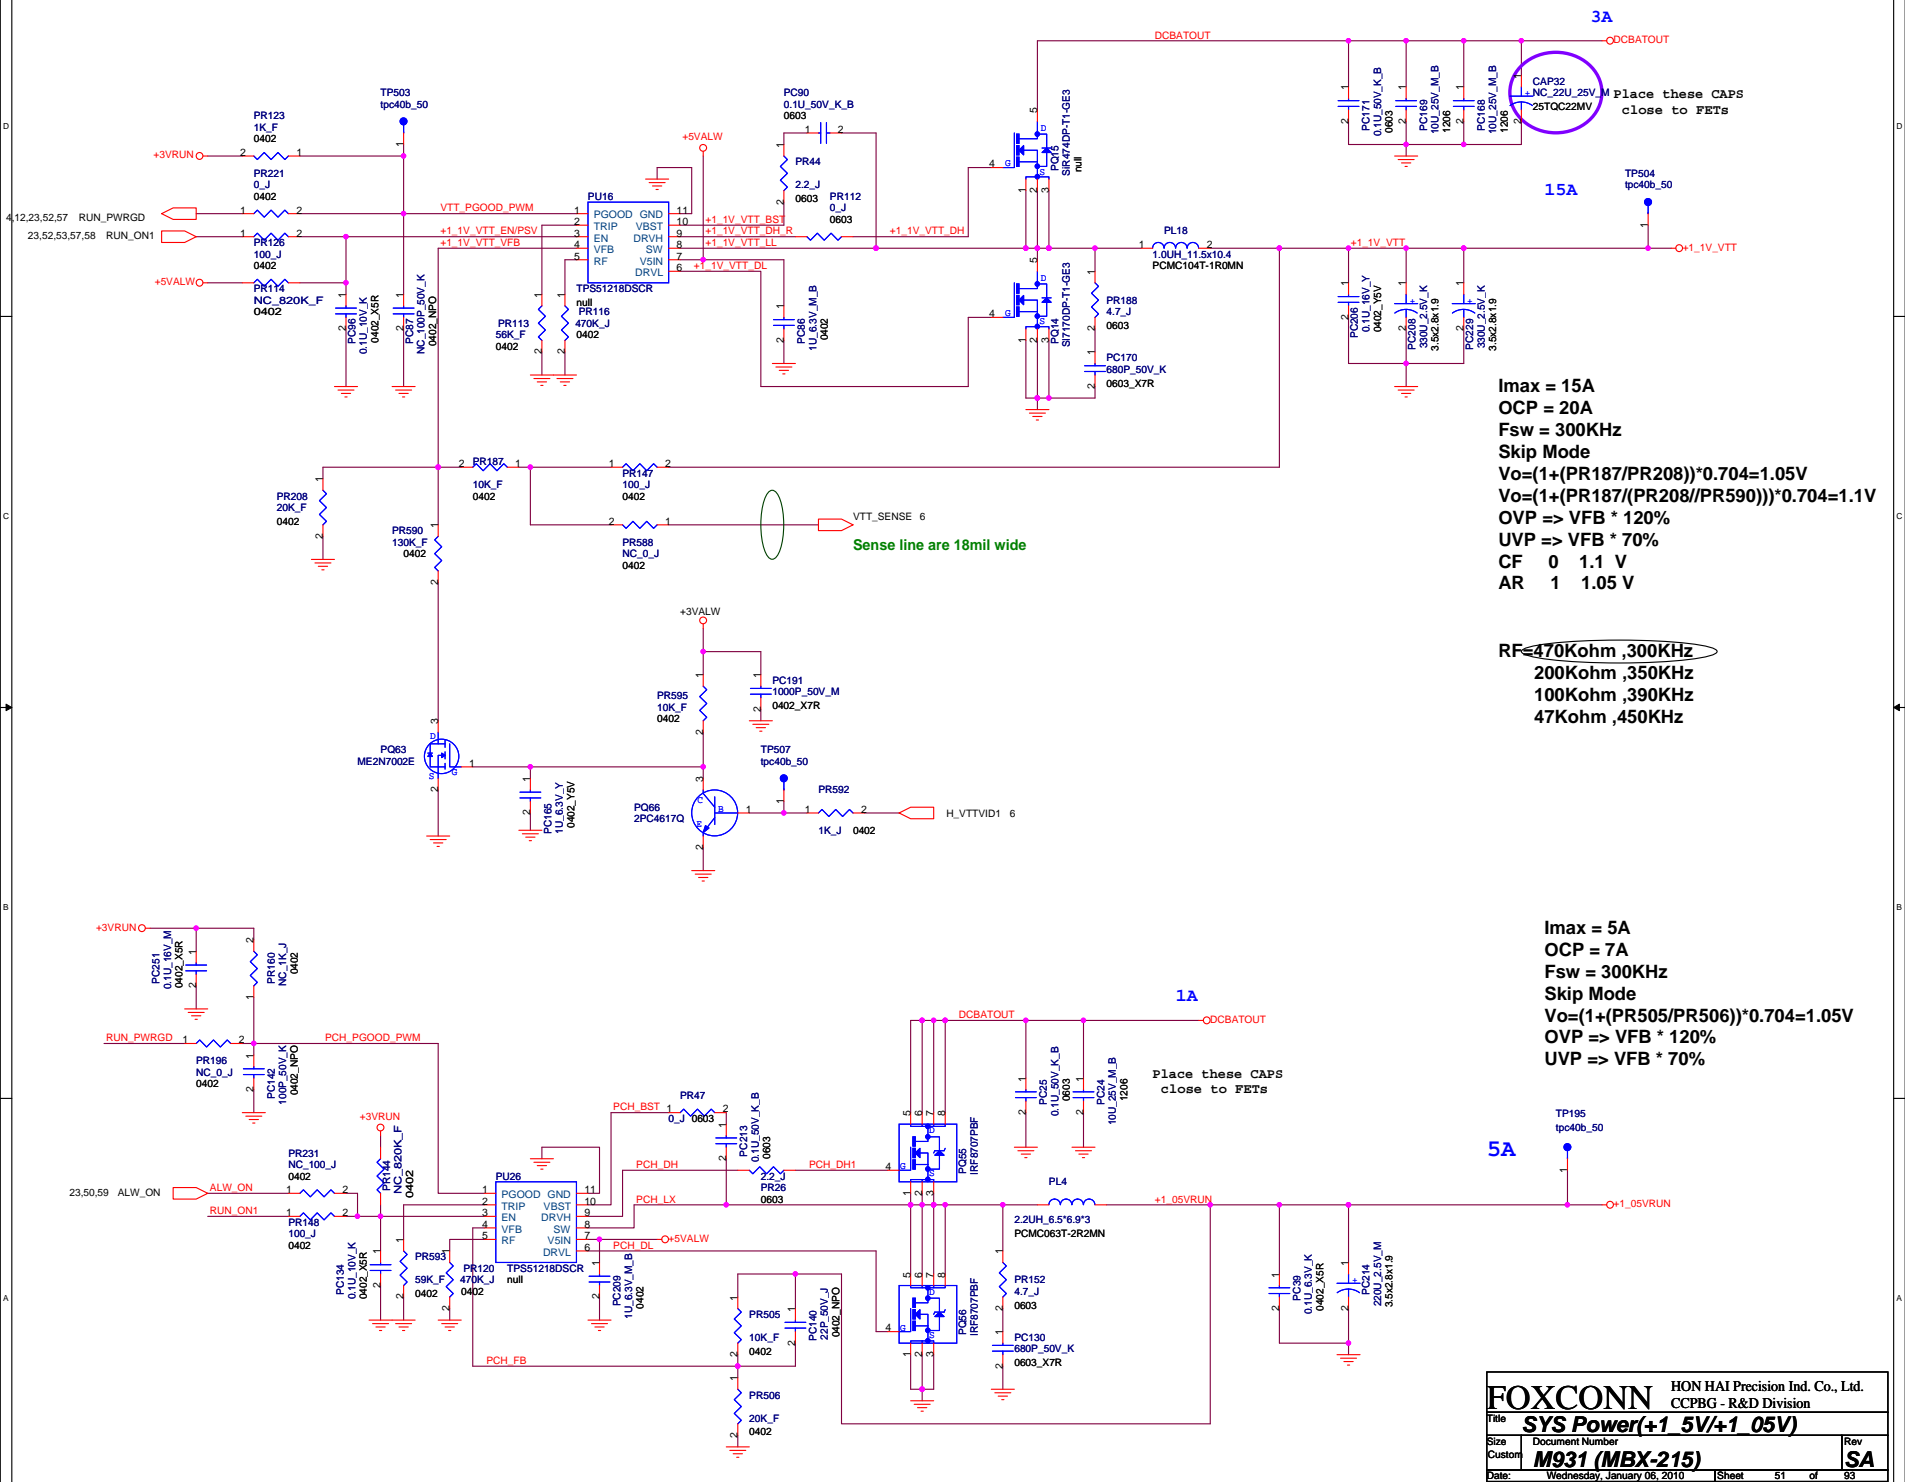 3A
DCBATOUT
DCBATOUT
PC171
0.1U_50V_K_B
0603
PC169
10U_25V_M_B
1206
PC168
10U_25V_M_B
1206
CAP32
NC_22U_25V_M
25TQC22MV
Place these CAPS
close to FETs
TP503
tpc40b_50
PR123
1K_F
0402
+3VRUN
PR221
0_J
0402
4,12,23,52,57 RUN_PWRGD
23,52,53,57,58 RUN_ON1
PR126
100_J
0402
+5VALW
PR114
NC_820K_F
0402
PC96
0.1U_10V_K
0402_X5R
PC87
NC_100P_50V_K
0402_NPO
VTT_PGOOD_PWM
+1_1V_VTT_EN/PSV
+1_1V_VTT_VFB
+5VALW
PC90
0.1U_50V_K_B
0603
PR44
2.2_J
0603
PR112
0_J
0603
PU16
PGOOD GND
TRIP VBST
EN DRVH
VFB SW
RF V5IN
DRVL
TPS51218DSCR
null
+1_1V_VTT_BST
+1_1V_VTT_DH_R
+1_1V_VTT_LL
+1_1V_VTT_DL
+1_1V_VTT_DH
PR113
56K_F
0402
PR116
470K_J
0402
PC86
1U_6.3V_M_B
0402
PQ15
SiR474DP-T1-GE3
null
PQ14
SI7170DP-T1-GE3
PR188
4.7_J
0603
PC170
680P_50V_K
0603_X7R
PL18
1.0UH_11.5x10.4
PCMC104T-1R0MN
15A
TP504
tpc40b_50
+1_1V_VTT
+1_1V_VTT
PC206
0.1U_16V_Y
0402_Y5V
PC208
330U_2.5V_K
3.5x2.8x1.9
PC229
330U_2.5V_K
3.5x2.8x1.9
Imax = 15A
OCP = 20A
Fsw = 300KHz
Skip Mode
Vo=(1+(PR187/PR208))*0.704=1.05V
Vo=(1+(PR187/(PR208//PR590)))*0.704=1.1V
OVP => VFB * 120%
UVP => VFB * 70%
CF 0 1.1 V
AR 1 1.05 V
RF=470Kohm ,300KHz
200Kohm ,350KHz
100Kohm ,390KHz
47Kohm ,450KHz
PR187
10K_F
0402
PR147
100_J
0402
PR208
20K_F
0402
PR590
130K_F
0402
PR588
NC_0_J
0402
VTT_SENSE 6
Sense line are 18mil wide
+3VALW
PR595
10K_F
0402
PC191
1000P_50V_M
0402_X7R
PQ63
ME2N7002E
PC165
1U_6.3V_Y
0402_Y5V
PQ66
2PC4617Q
TP507
tpc40b_50
PR592
1K_J 0402
H_VTTVID1 6
+3VRUN
PC251
0.1U_16V_M
0402_X5R
PR160
NC_1K_J
0402
RUN_PWRGD
PR196
NC_0_J
0402
PC142
100P_50V_K
0402_NPO
PCH_PGOOD_PWM
+3VRUN
PR144
NC_820K_F
0402
PR231
NC_100_J
0402
23,50,59 ALW_ON
ALW_ON
RUN_ON1
PR148
100_J
0402
PC134
0.1U_10V_K
0402_X5R
PR593
59K_F
0402
PR120
470K_J
0402
PU26
PGOOD GND
TRIP VBST
EN DRVH
VFB SW
RF V5IN
DRVL
TPS51218DSCR
null
PCH_BST
PR47
0_J 0603
PC213
0.1U_50V_K_B
0603
PCH_DH
2.2_J
PR26
0603
PCH_DH1
PCH_LX
+5VALW
PCH_DL
PC209
1U_6.3V_M_B
0402
PR505
10K_F
0402
PC140
22P_50V_J
0402_NPO
PCH_FB
PR506
20K_F
0402
1A
DCBATOUT
DCBATOUT
PC25
0.1U_50V_K_B
0603
PC24
10U_25V_M_B
1206
Place these CAPS
close to FETs
PQ55
IRF8707PBF
PQ56
IRF8707PBF
PR152
4.7_J
0603
PC130
680P_50V_K
0603_X7R
PL4
2.2UH_6.5*6.9*3
PCMC063T-2R2MN
+1_05VRUN
5A
TP195
tpc40b_50
+1_05VRUN
PC39
0.1U_6.3V_K
0402_X5R
PC214
220U_2.5V_M
3.5x2.8x1.9
Imax = 5A
OCP = 7A
Fsw = 300KHz
Skip Mode
Vo=(1+(PR505/PR506))*0.704=1.05V
OVP => VFB * 120%
UVP => VFB * 70%
FOXCONN
HON HAI Precision Ind. Co., Ltd.
CCPBG - R&D Division
Title
SYS Power(+1_5V/+1_05V)
Size
Custom
Document Number
M931 (MBX-215)
Rev
SA
Date: Wednesday, January 06, 2010 Sheet 51 of 93